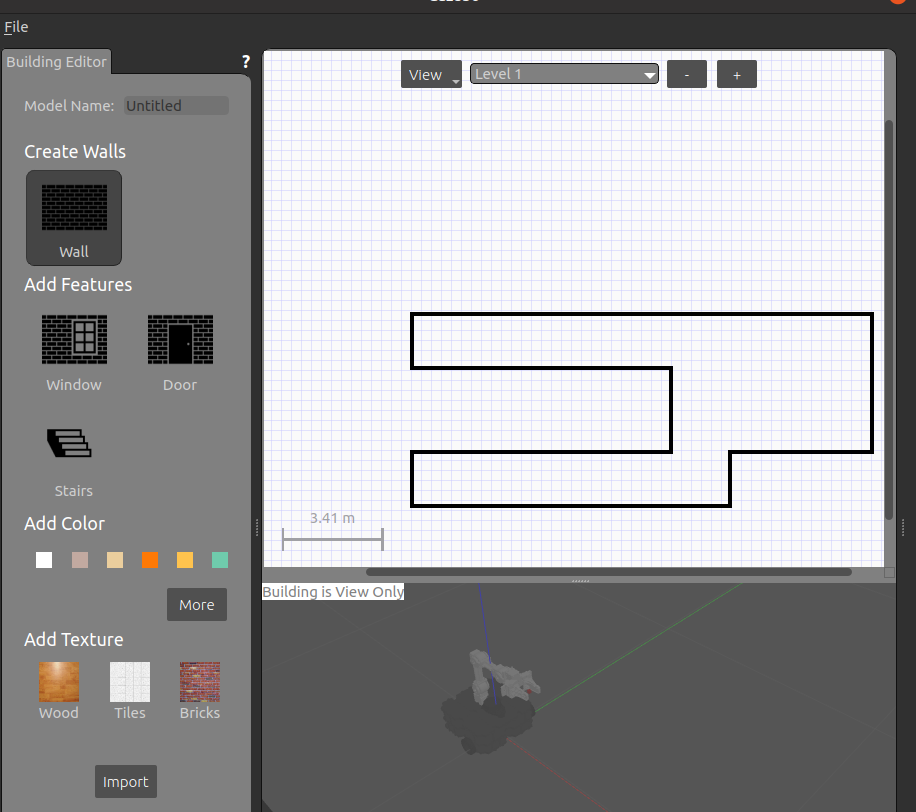 File
Building Editor
?
Model Name: Untitled
Create Walls
Wall
Add Features
Window
Door
Stairs
Add Color
More
Add Texture
Wood
Tiles
Bricks
Import
View
Level 1
-
+
3.41 m
Building is View Only